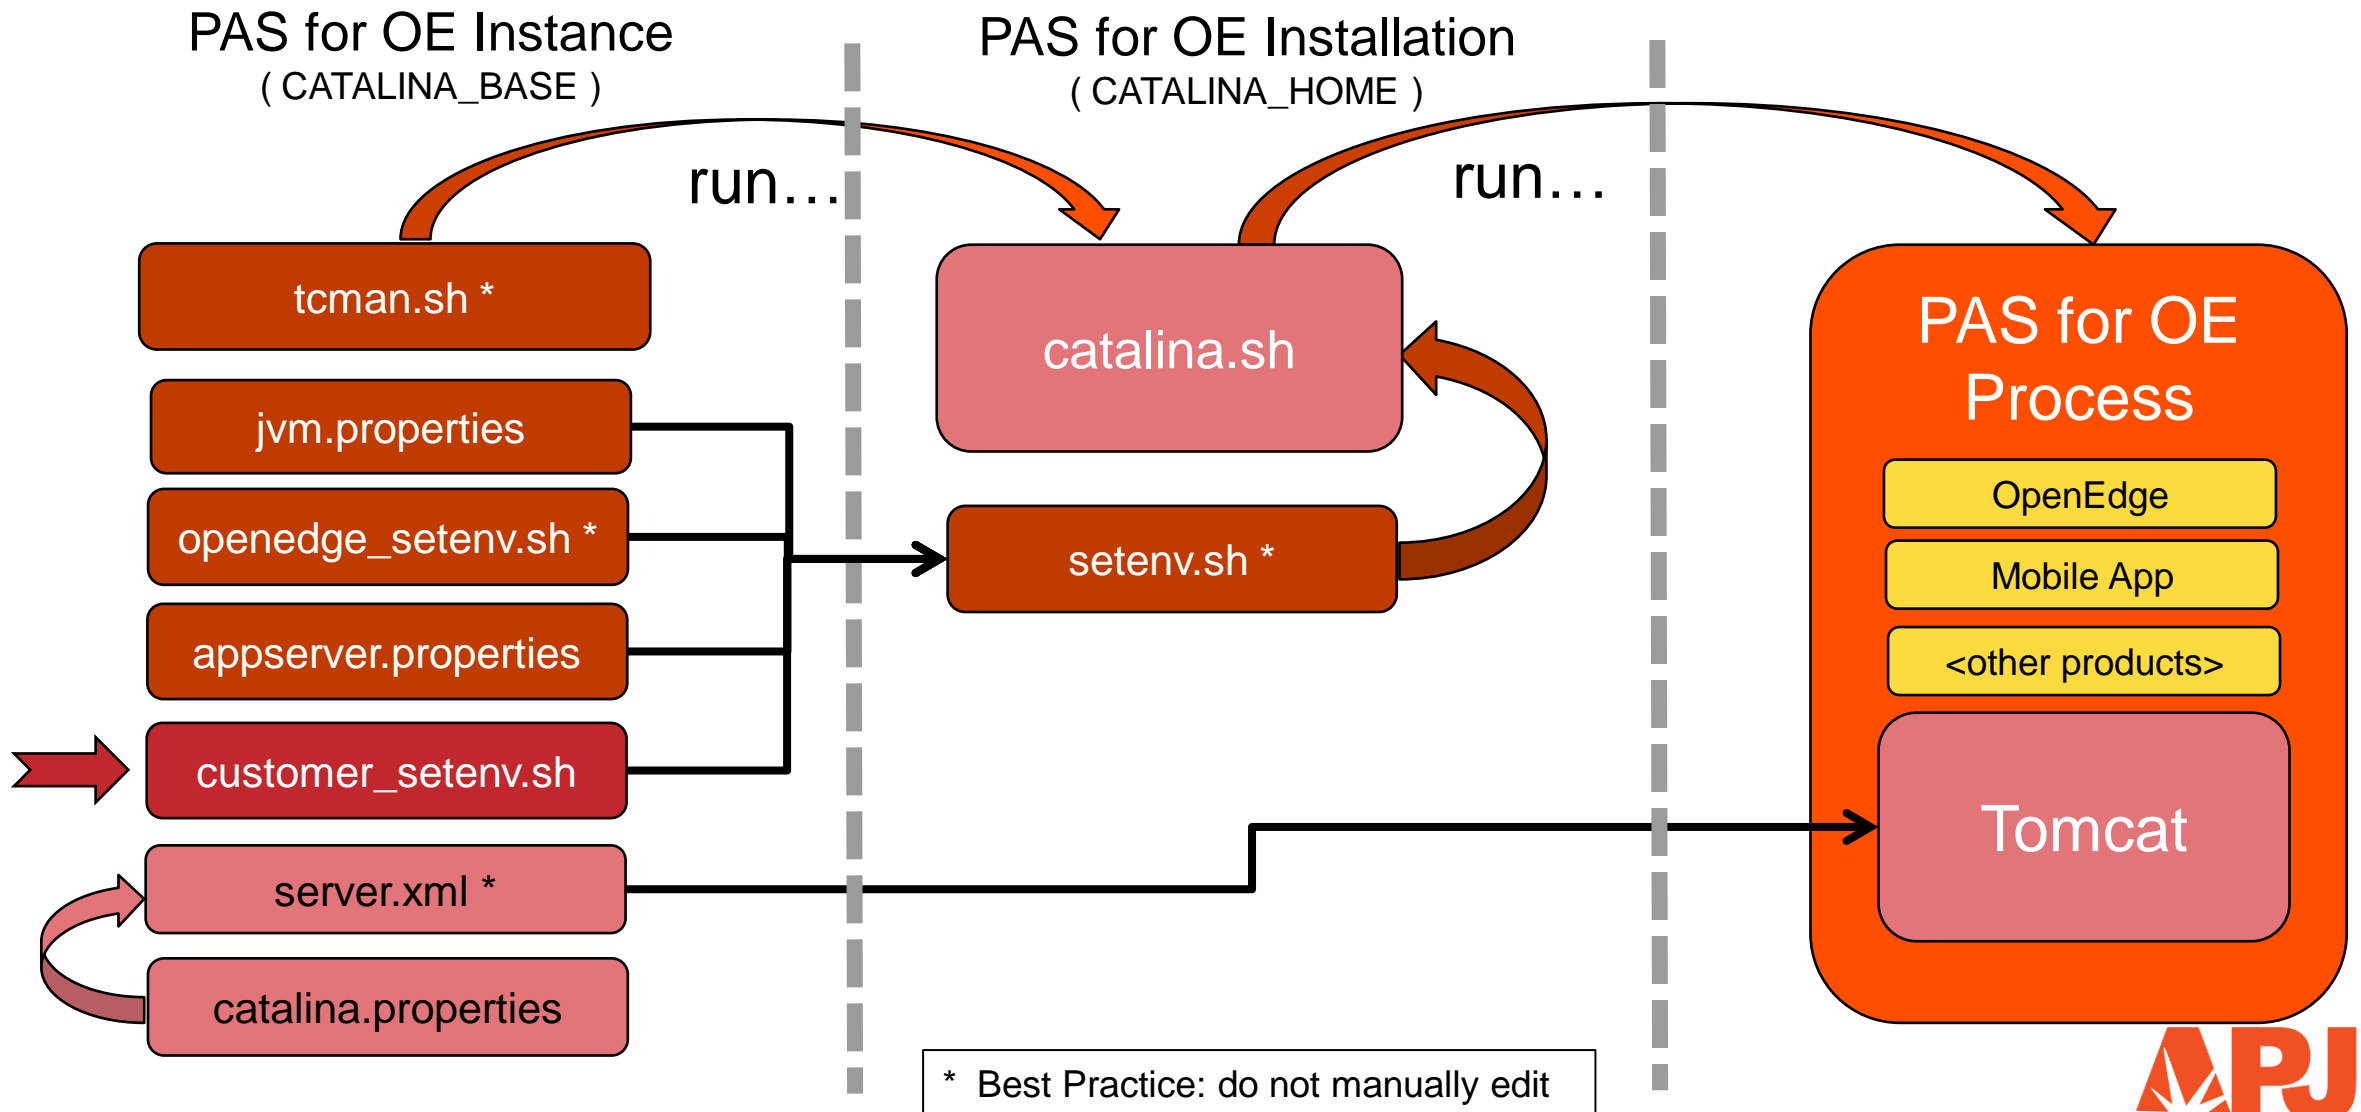 PAS for OE Instance
( CATALINA_BASE )
PAS for OE Installation
( CATALINA_HOME )
run…
run…
tcman.sh *
jvm.properties
openedge_setenv.sh *
appserver.properties
customer_setenv.sh
server.xml *
catalina.properties
catalina.sh
setenv.sh *
PAS for OE
Process
OpenEdge
Mobile App
<other products>
Tomcat
* Best Practice: do not manually edit
APJ